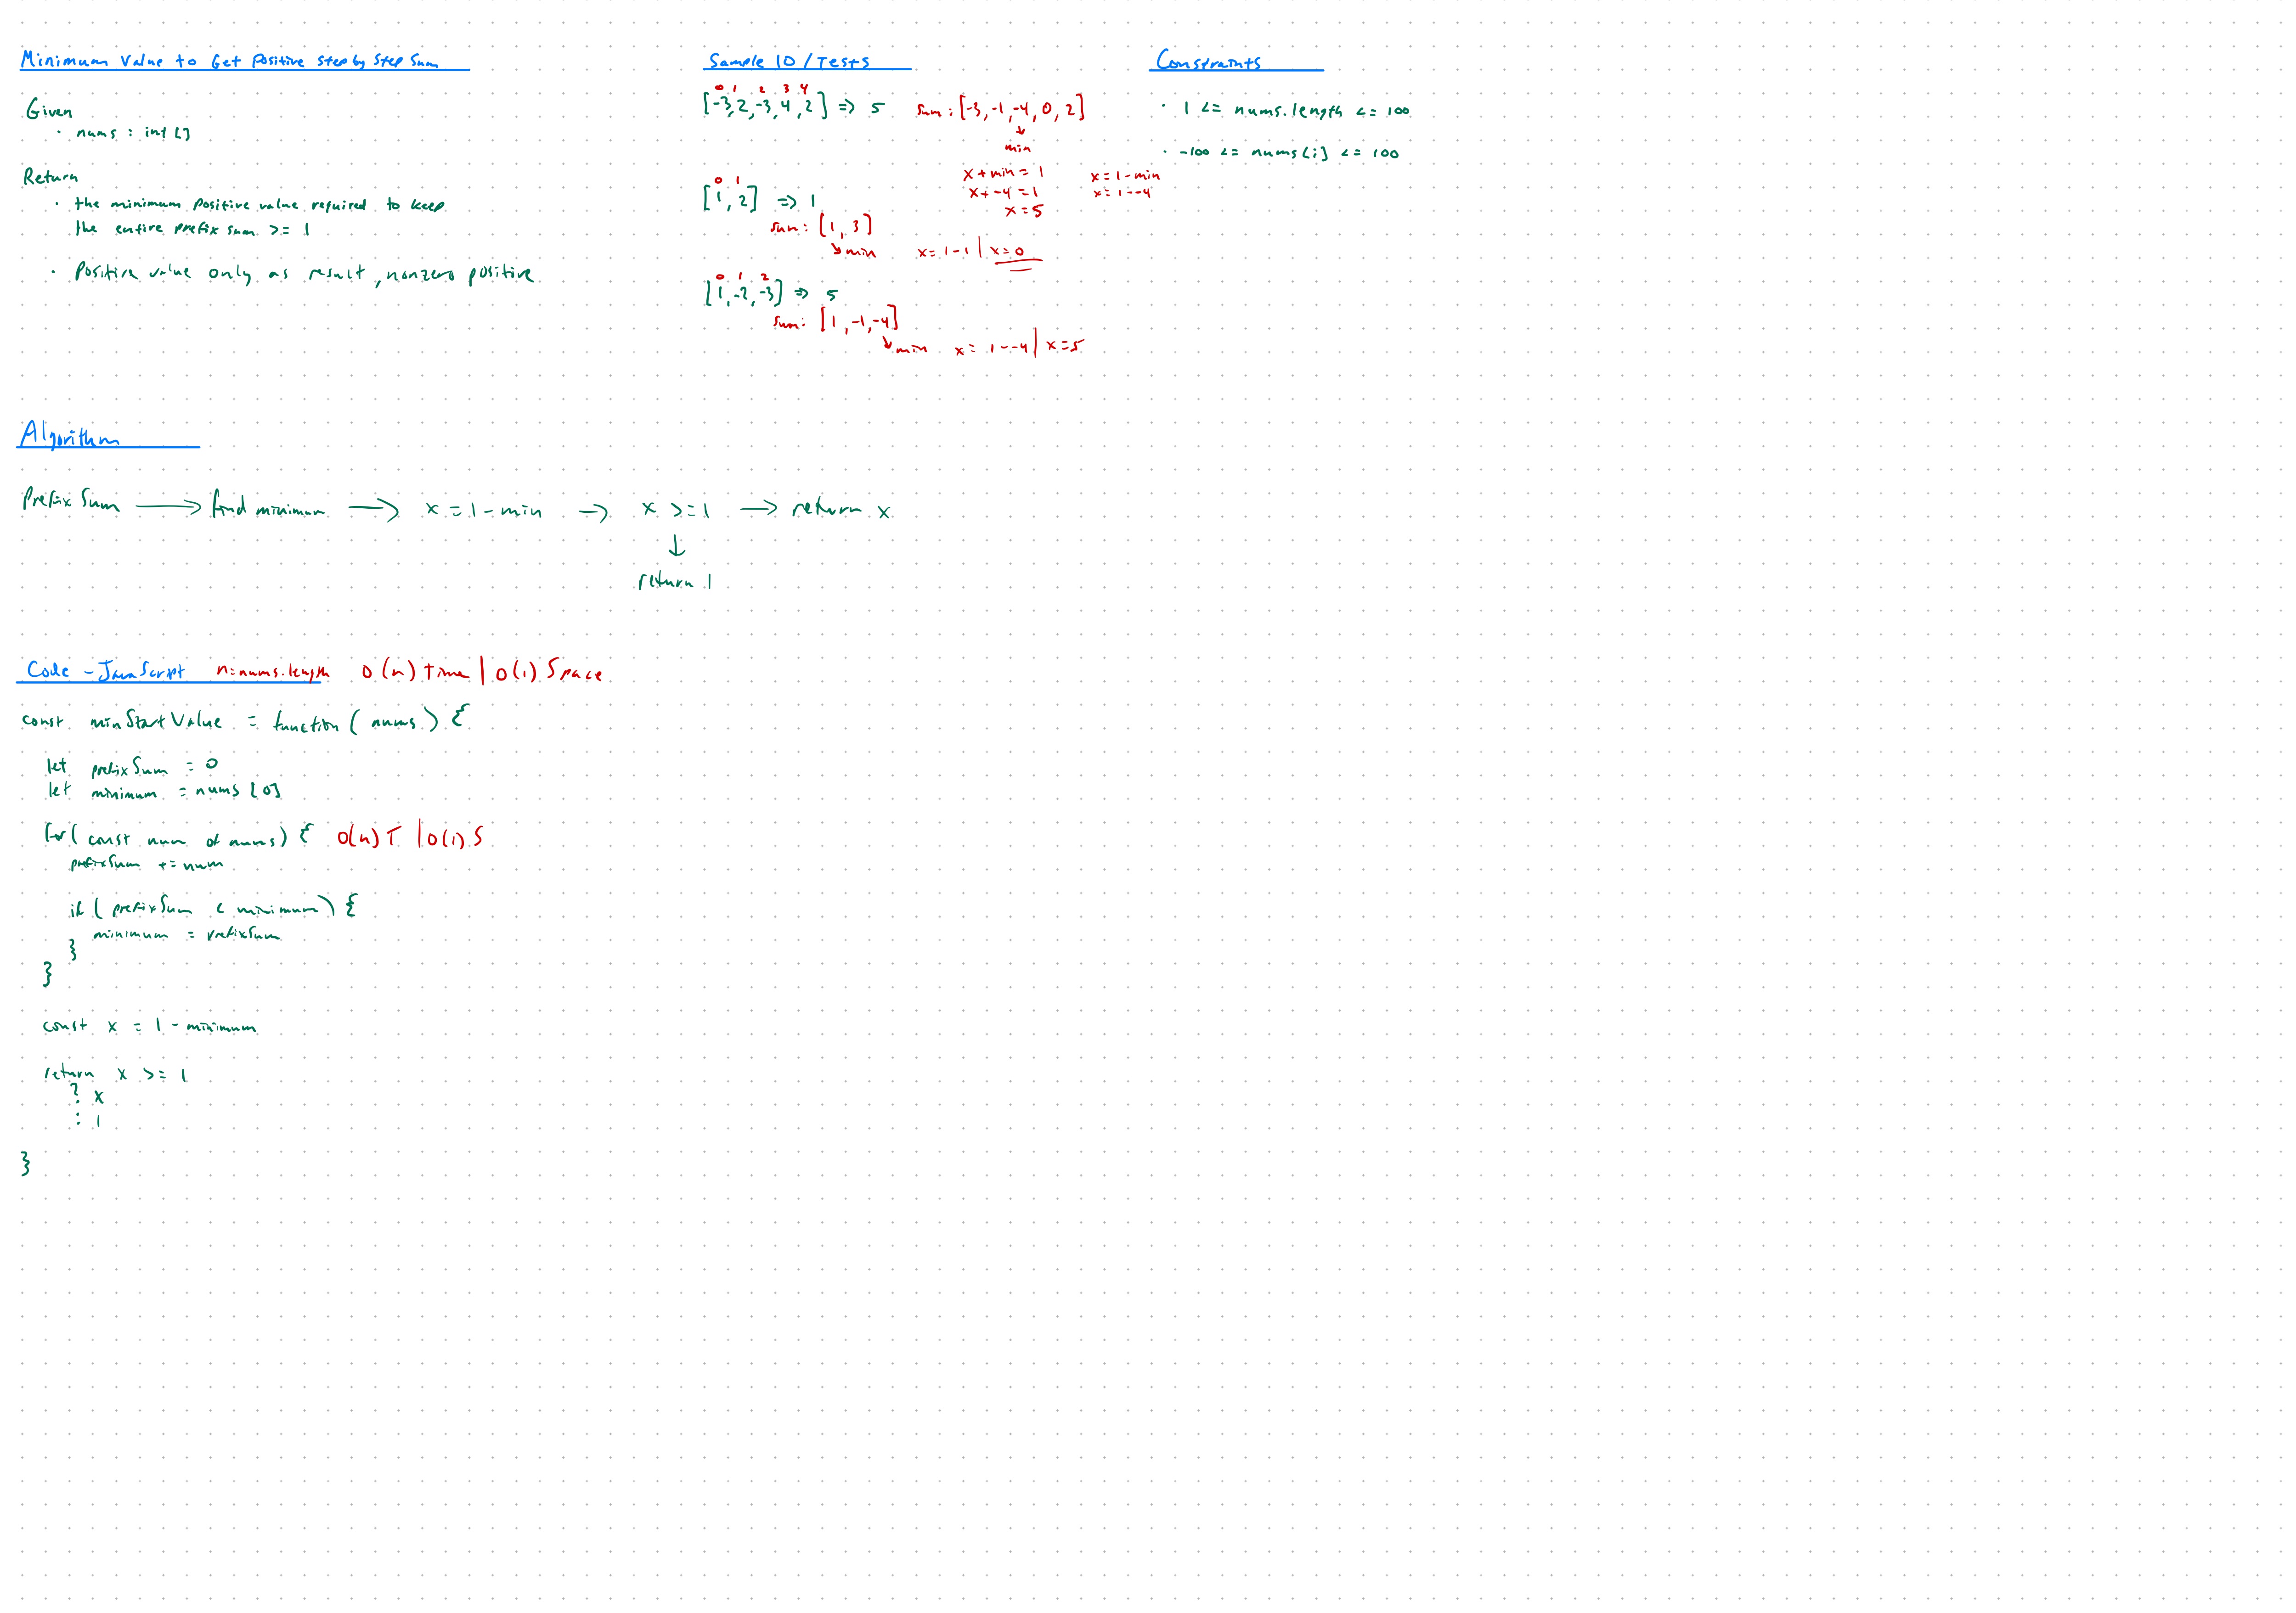 Minimum Value to Get Positive Step by Step Sum
Given
· nums : int []
Return
· the minimum positive value required to keep
the entire prefix sum >= 1
· Positive value only as result, nonzero positive
Sample IO / Tests
0 1 2 3 4
[-3, 2, -3, 4, 2] => 5 sum: [-3, -1, -4, 0, 2]
↓
min
x + min = 1 x = 1 - min
x + -4 = 1 x = 1 - -4
x = 5
0 1
[1, 2] => 1
sum: [1, 3]
↘ min x = 1 - 1 | x = 0
0 1 2
[1, -2, -3] => 5
sum: [1, -1, -4]
↘ min x = 1 - -4 | x = 5
Constraints
· 1 <= nums.length <= 100
· -100 <= nums[i] <= 100
Algorithm
Prefix Sum → find minimum → x = 1 - min → x >= 1 → return x
↓
return 1
Code - JavaScript n = nums.length O(n) Time | O(1) Space
const minStartValue = function (nums) {
let prefixSum = 0
let minimum = nums[0]
for (const num of nums) { O(n) T | O(1) S
prefixSum += num
if (prefixSum < minimum) {
minimum = prefixSum
}
}
const x = 1 - minimum
return x >= 1
? x
: 1
}